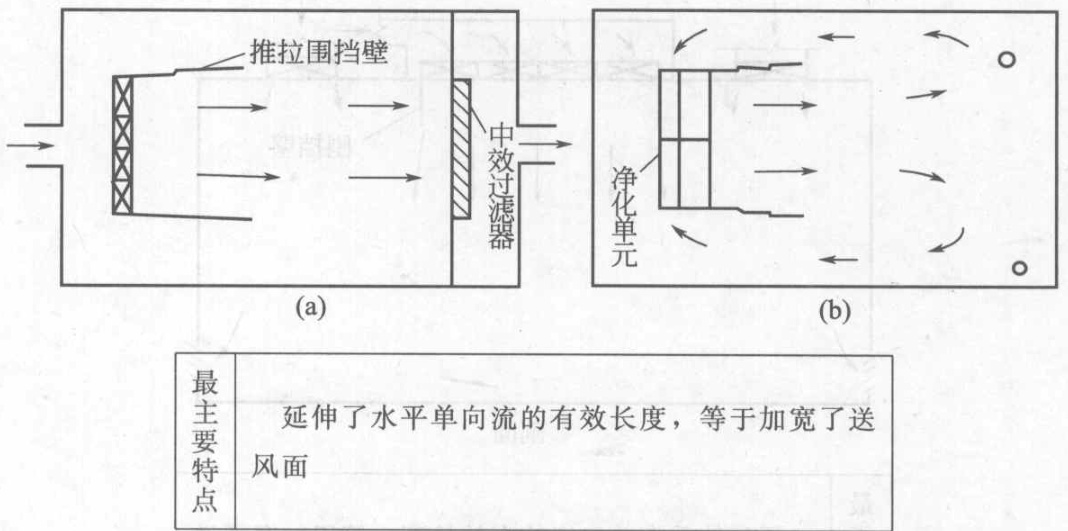 推拉围挡壁
中效过滤器
(a)
净化单元
(b)
最主要特点
延伸了水平单向流的有效长度，等于加宽了送
风面